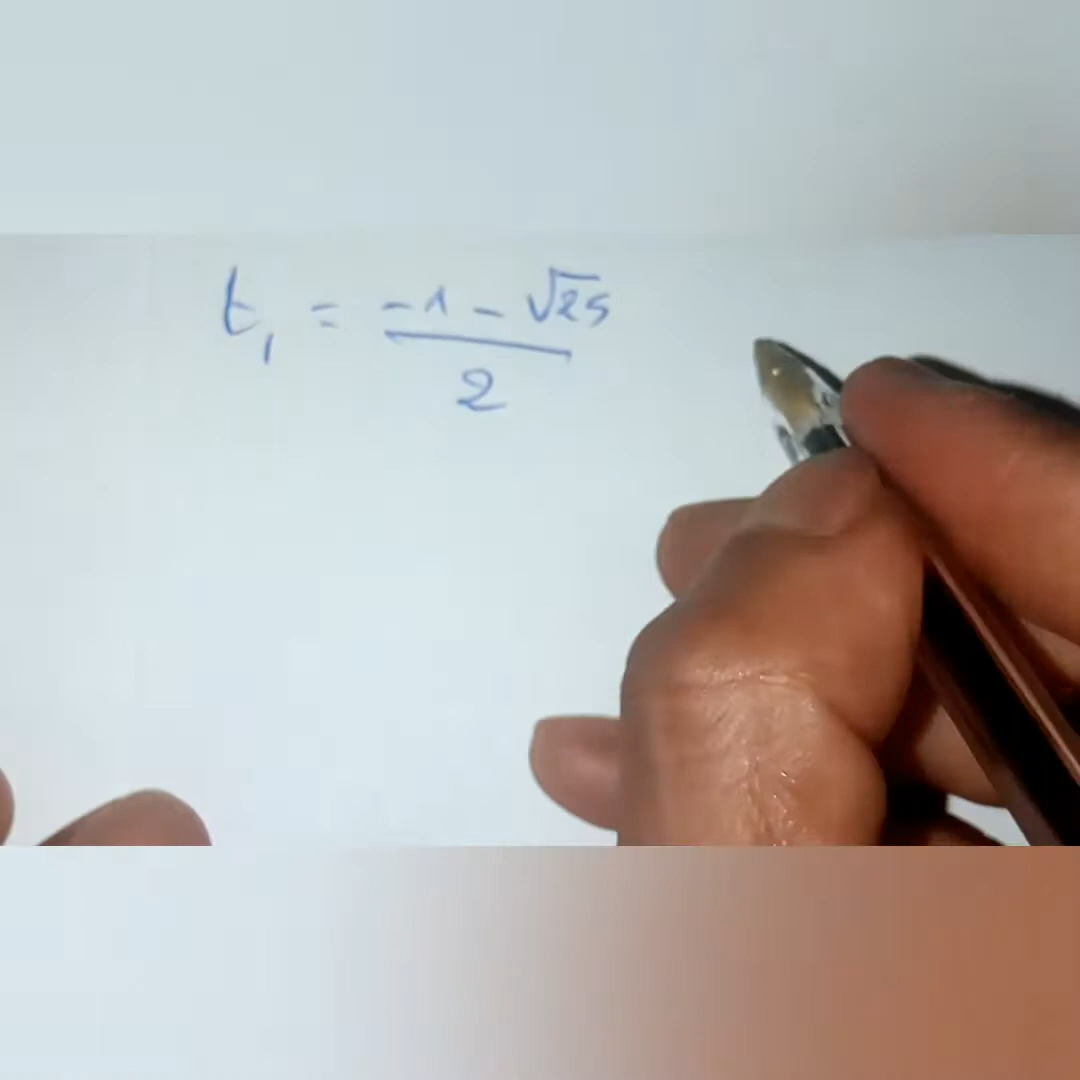 t₁ = (-1 - √25) / 2